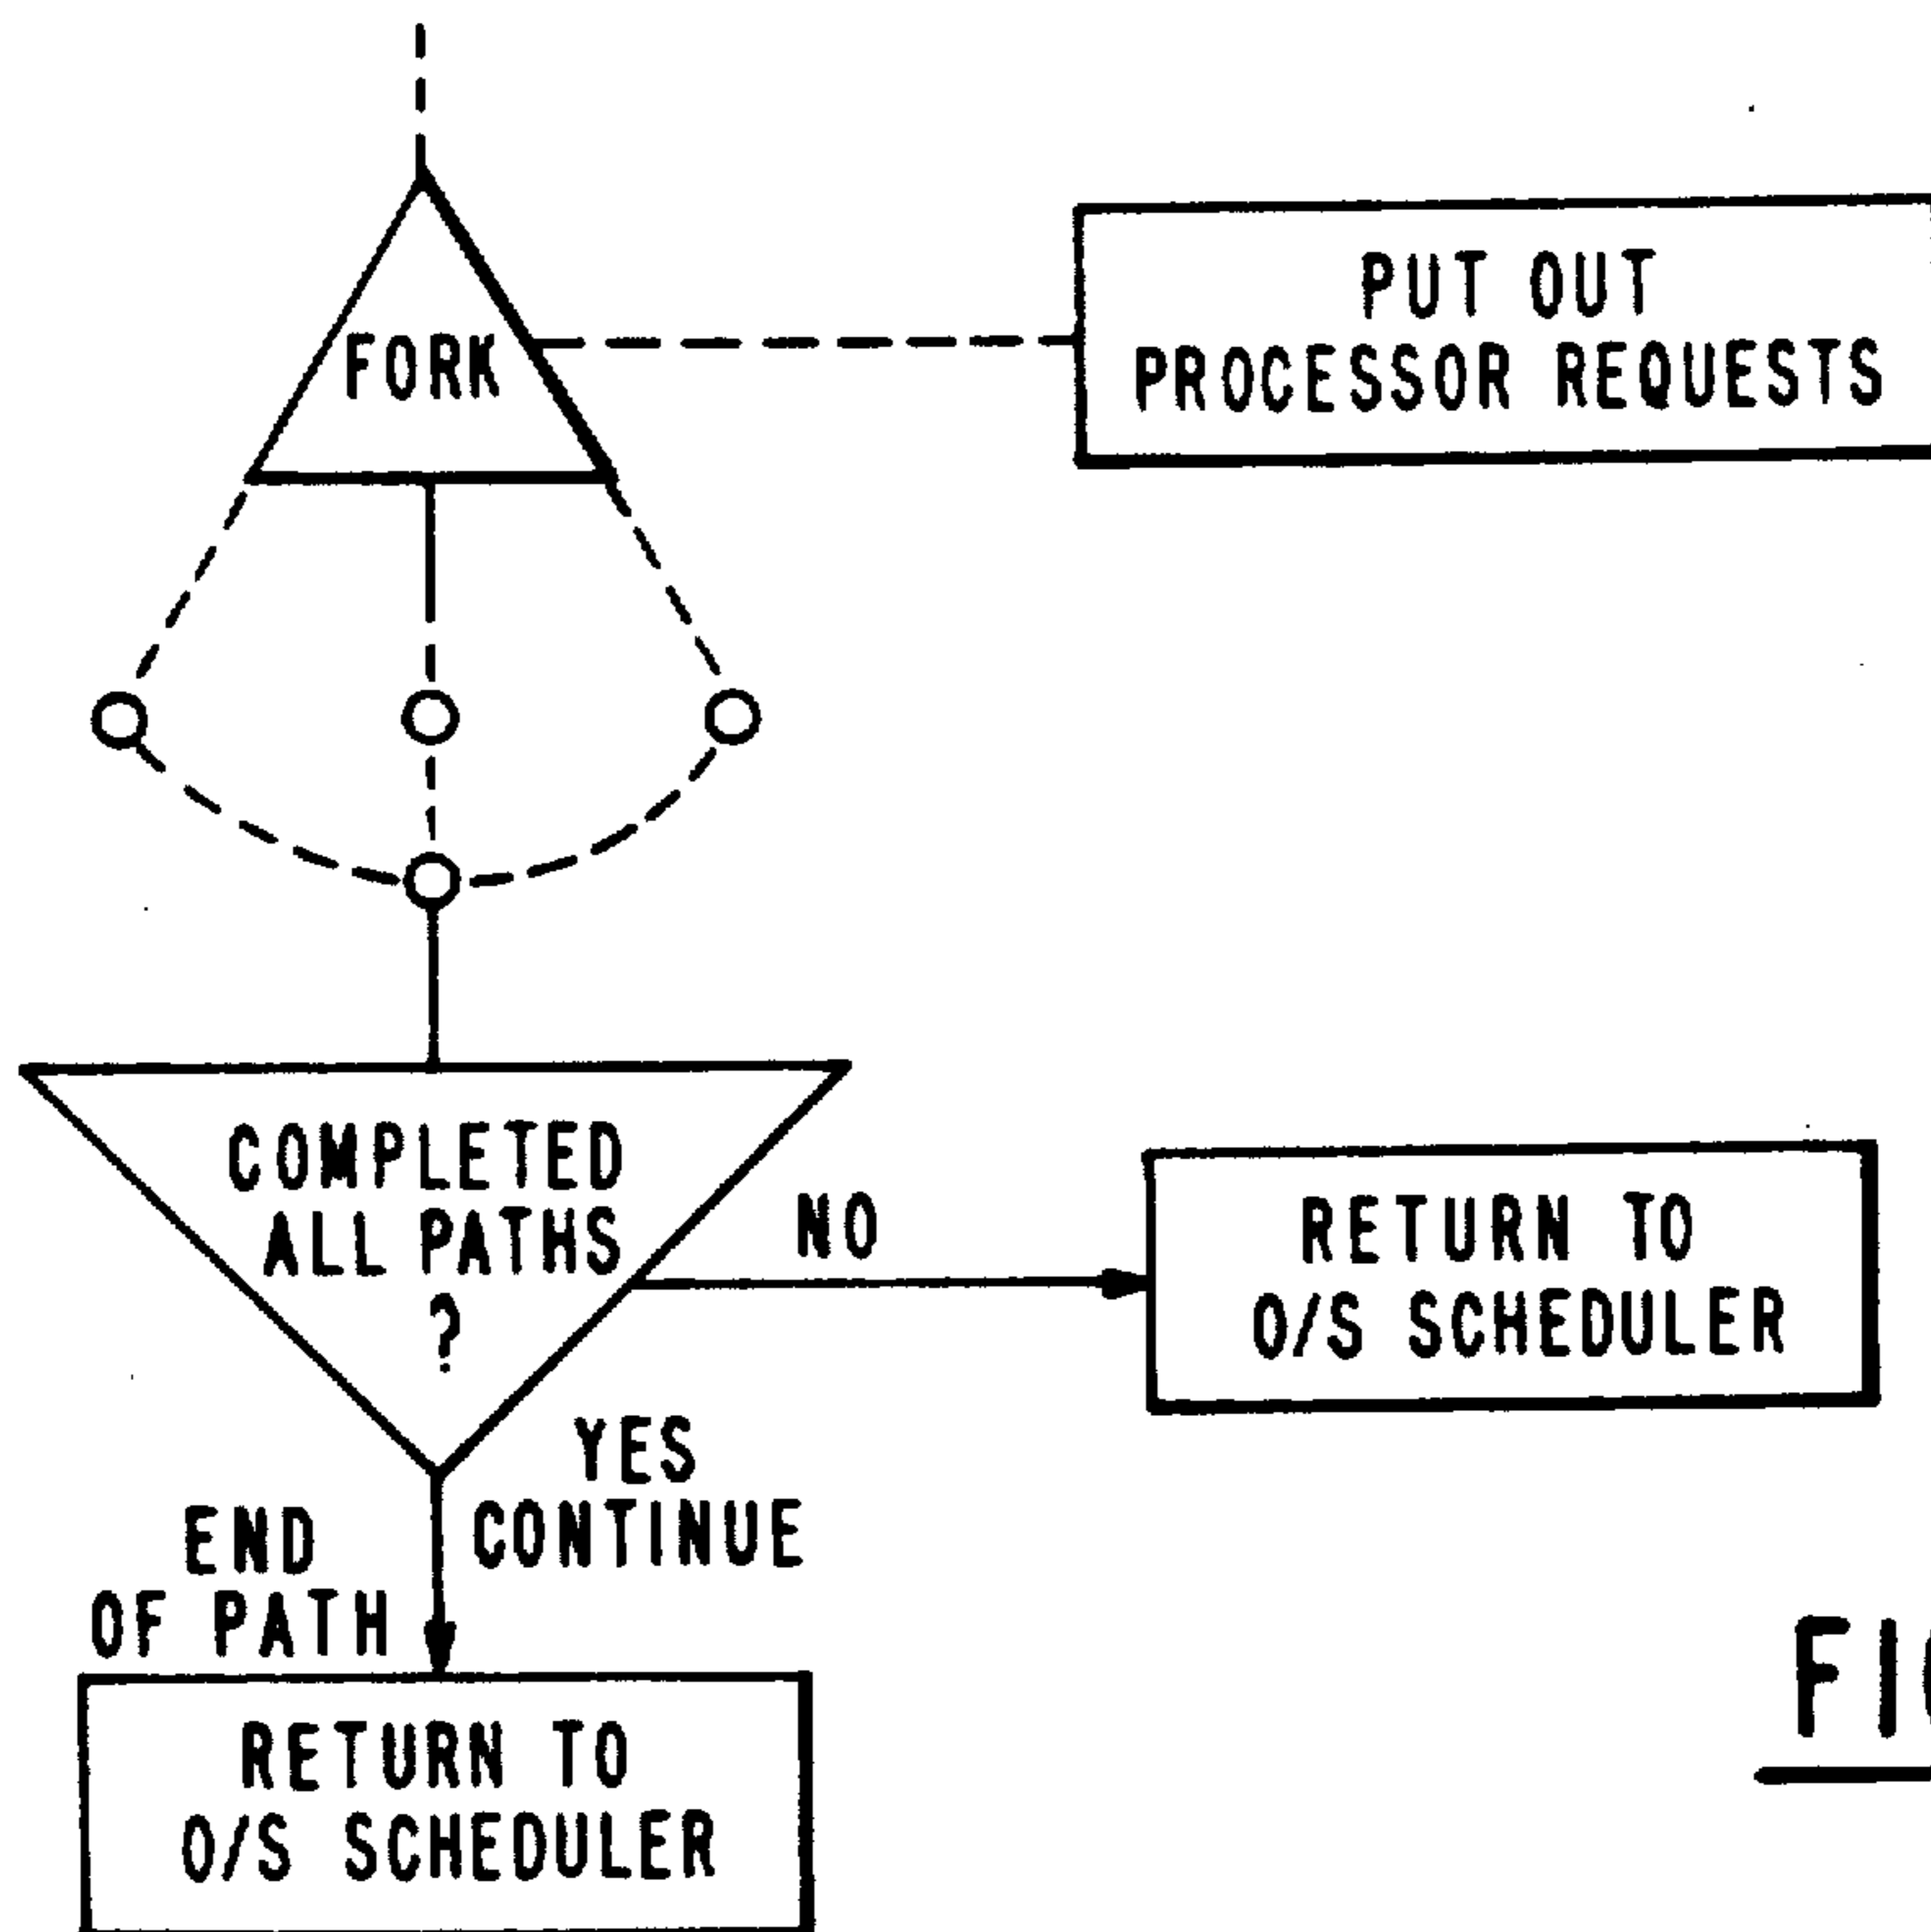 PUT OUT
PROCESSOR REQUESTS
FORK
COMPLETED
ALL PATHS
?
NO
RETURN TO
O/S SCHEDULER
YES
CONTINUE
END
OF PATH
RETURN TO
O/S SCHEDULER